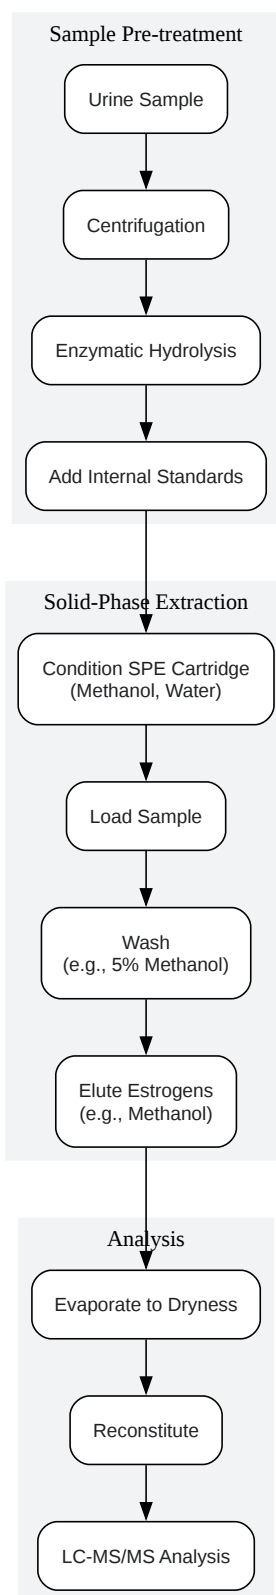 Sample Pre-treatment
Urine Sample
Centrifugation
Enzymatic Hydrolysis
Add Internal Standards
Solid-Phase Extraction
Condition SPE Cartridge
(Methanol, Water)
Load Sample
Wash
(e.g., 5% Methanol)
Elute Estrogens
(e.g., Methanol)
Analysis
Evaporate to Dryness
Reconstitute
LC-MS/MS Analysis